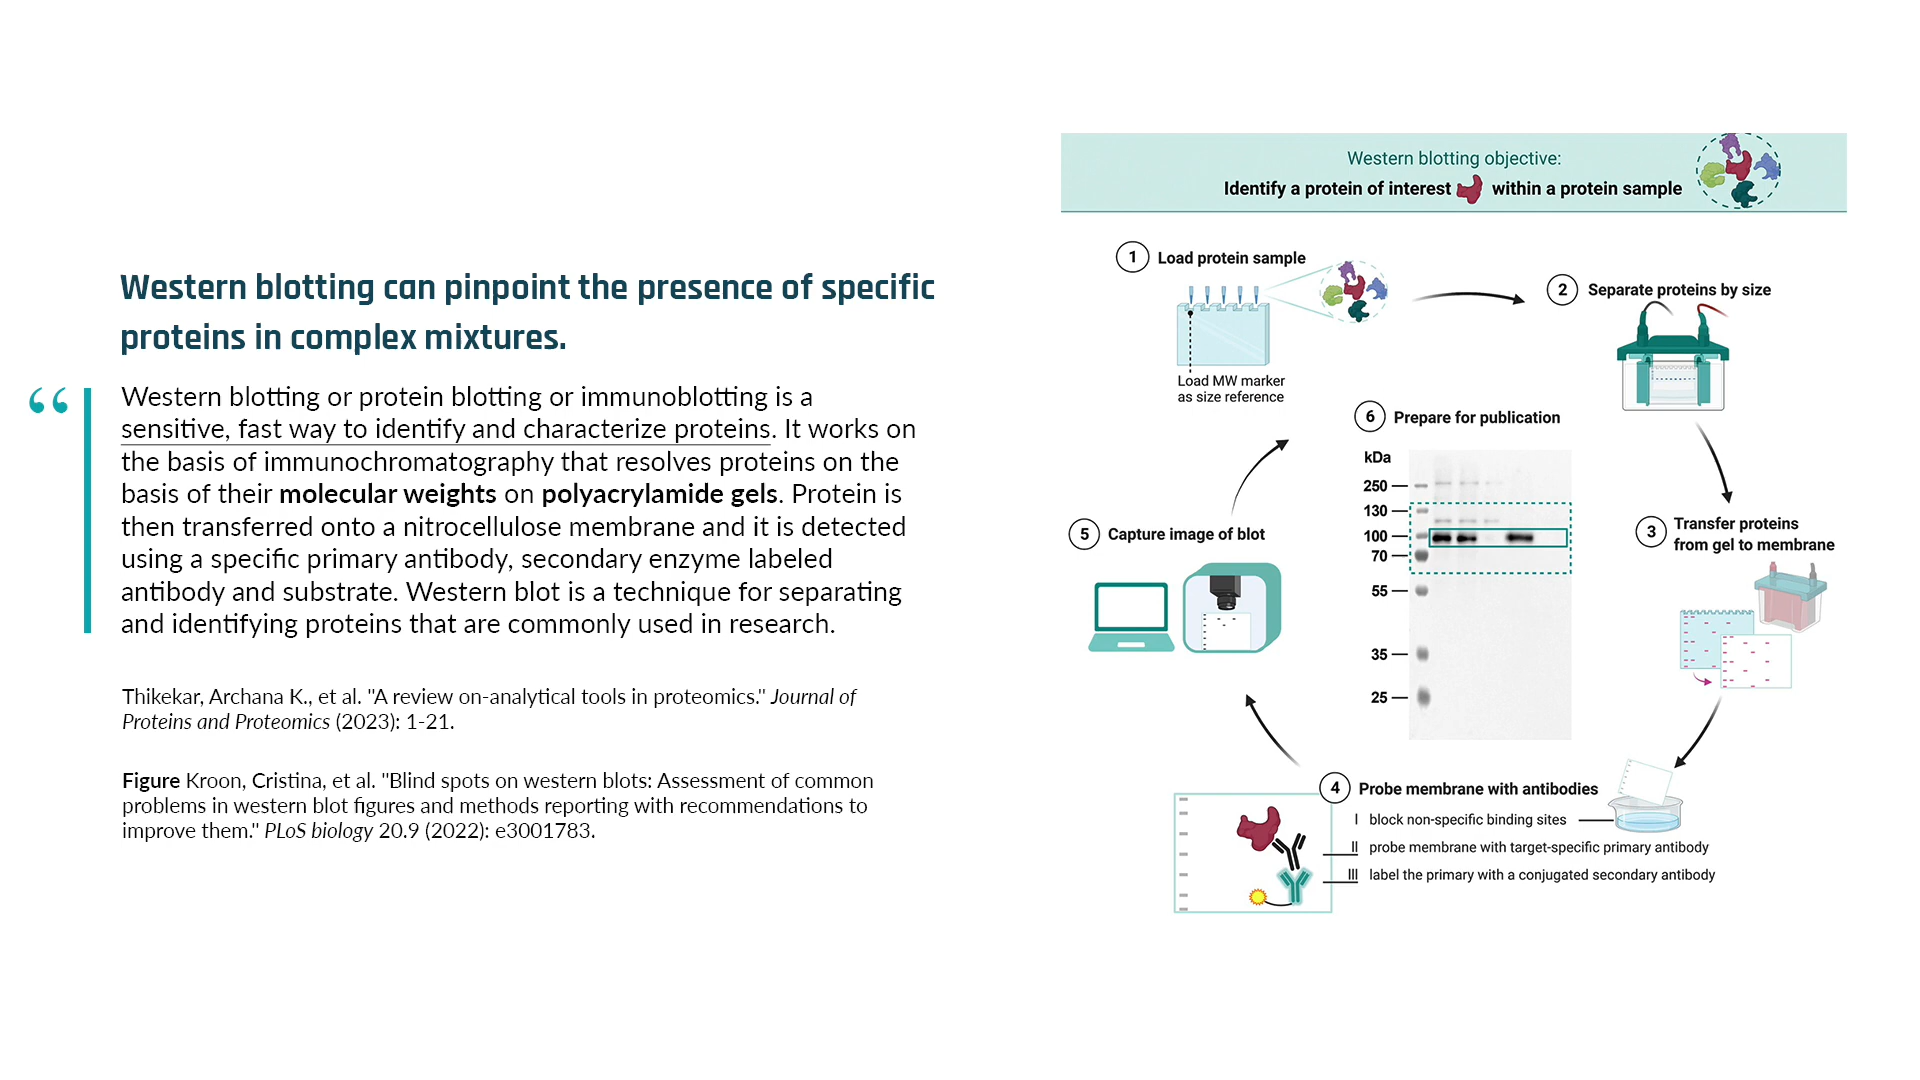 Western blotting can pinpoint the presence of specific
proteins in complex mixtures.
“
Western blotting or protein blotting or immunoblotting is a
sensitive, fast way to identify and characterize proteins. It works on
the basis of immunochromatography that resolves proteins on the
basis of their molecular weights on polyacrylamide gels. Protein is
then transferred onto a nitrocellulose membrane and it is detected
using a specific primary antibody, secondary enzyme labeled
antibody and substrate. Western blot is a technique for separating
and identifying proteins that are commonly used in research.
Thikekar, Archana K., et al. "A review on-analytical tools in proteomics." Journal of
Proteins and Proteomics (2023): 1-21.
Figure Kroon, Cristina, et al. "Blind spots on western blots: Assessment of common
problems in western blot figures and methods reporting with recommendations to
improve them." PLoS biology 20.9 (2022): e3001783.
Western blotting objective:
Identify a protein of interest within a protein sample
1 Load protein sample
Load MW marker
as size reference
2 Separate proteins by size
3 Transfer proteins
from gel to membrane
4 Probe membrane with antibodies
I block non-specific binding sites
II probe membrane with target-specific primary antibody
III label the primary with a conjugated secondary antibody
5 Capture image of blot
6 Prepare for publication
kDa
250
130
100
70
55
35
25